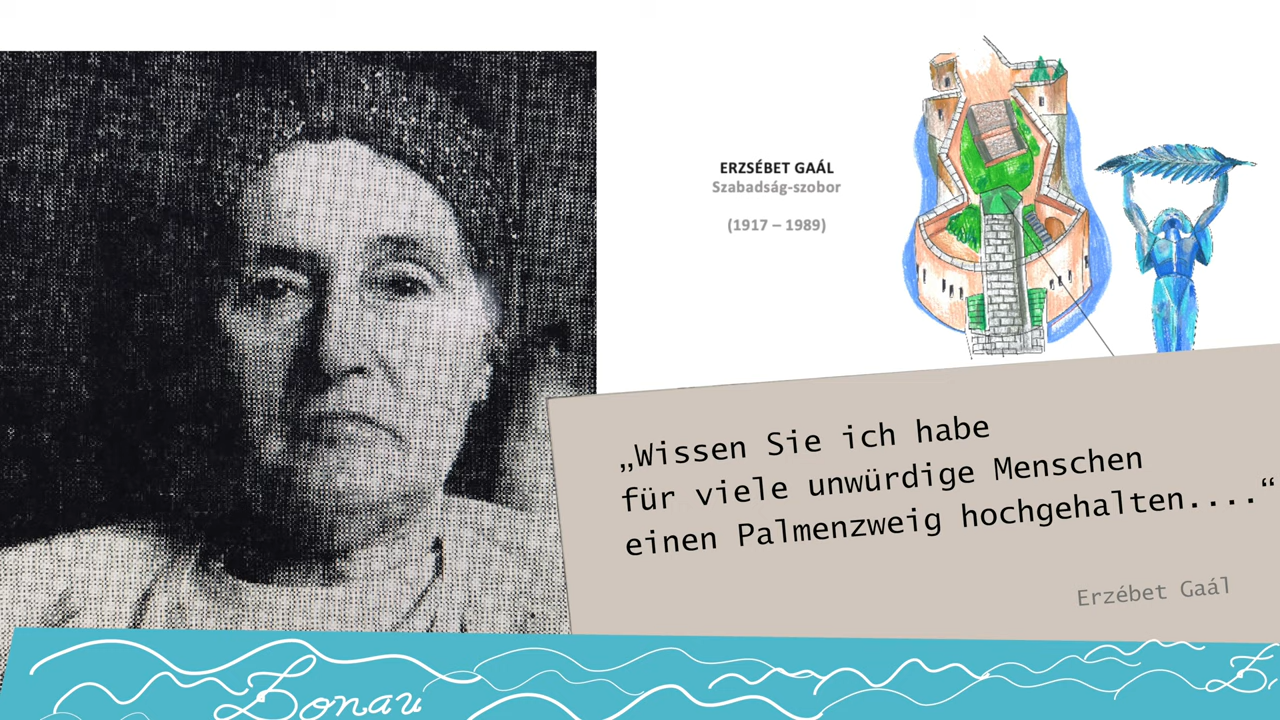 ERZSÉBET GAÁL
Szabadság-szobor
(1917 – 1989)
„Wissen Sie ich habe
für viele unwürdige Menschen
einen Palmenzweig hochgehalten....“
Erzébet Gaál
Donau